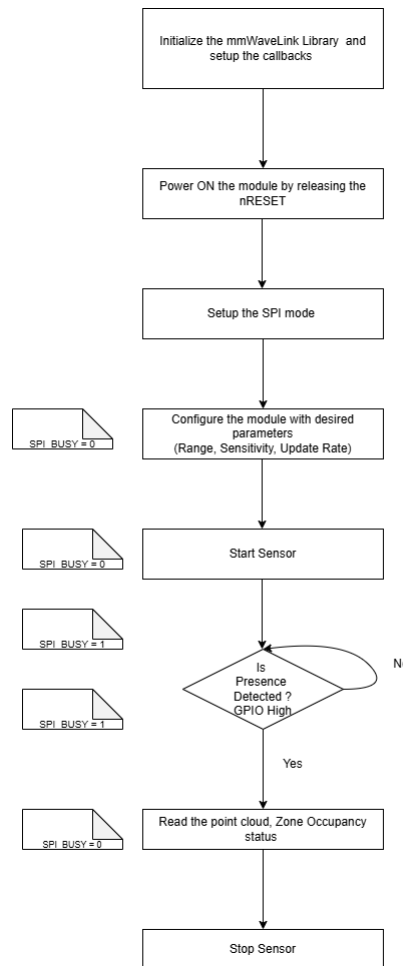 Initialize the mmWaveLink Library and
setup the callbacks
Power ON the module by releasing the
nRESET
Setup the SPI mode
SPI_BUSY = 0
Configure the module with desired
parameters
(Range, Sensitivity, Update Rate)
SPI_BUSY = 0
Start Sensor
SPI_BUSY = 1
Is
Presence
Detected ?
GPIO High
SPI_BUSY = 1
Yes
SPI_BUSY = 0
Read the point cloud, Zone Occupancy
status
Stop Sensor